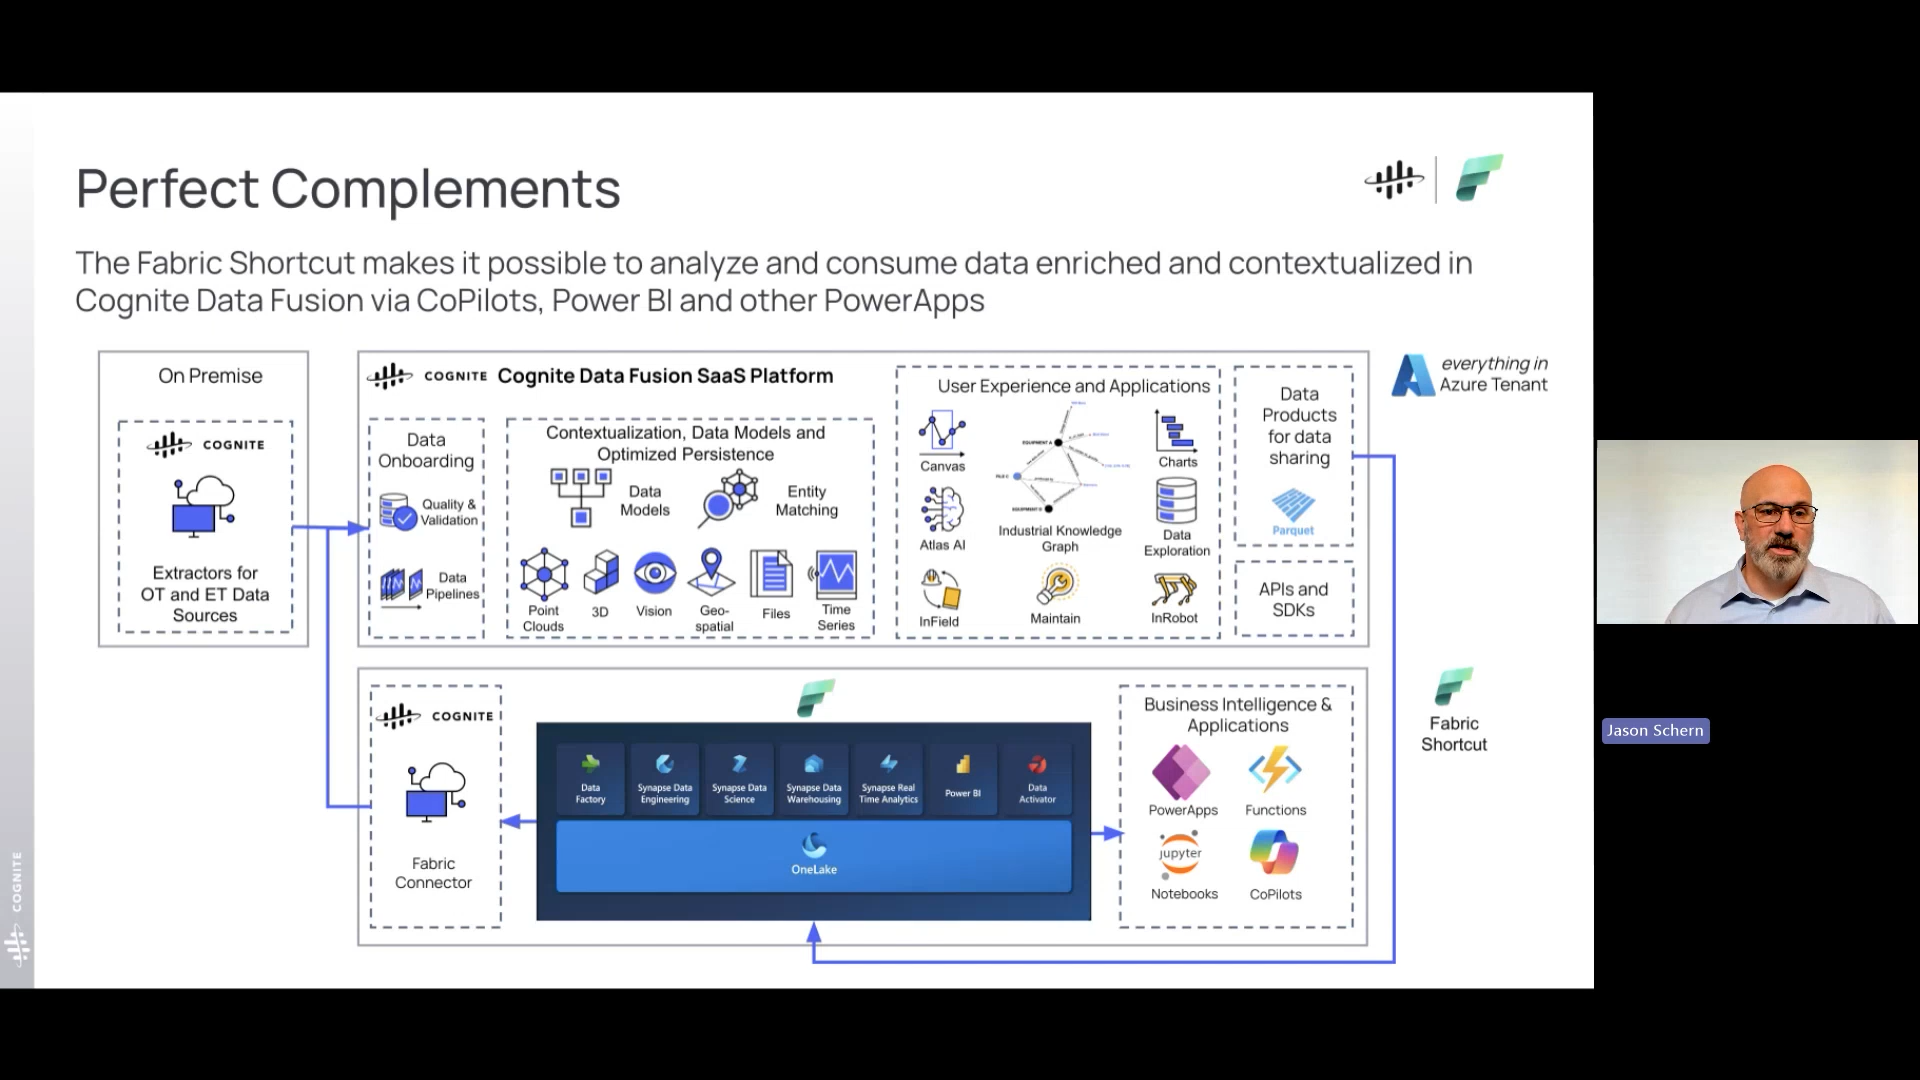 Perfect Complements
The Fabric Shortcut makes it possible to analyze and consume data enriched and contextualized in
Cognite Data Fusion via CoPilots, Power BI and other PowerApps
On Premise
COGNITE
Extractors for
OT and ET Data
Sources
COGNITE Cognite Data Fusion SaaS Platform
Data
Onboarding
Quality &
Validation
Data
Pipelines
Contextualization, Data Models and
Optimized Persistence
Data
Models
Entity
Matching
Point
Clouds
3D
Vision
Geo-
spatial
Files
Time
Series
User Experience and Applications
Canvas
EQUIPMENT A
Charts
Atlas AI
Industrial Knowledge
Graph
Data
Exploration
InField
Maintain
InRobot
Data
Products
for data
sharing
Parquet
APIs and
SDKs
everything in
Azure Tenant
COGNITE
Fabric
Connector
Data
Factory
Synapse Data
Engineering
Synapse Data
Science
Synapse Data
Warehousing
Synapse Real
Time Analytics
Power BI
Data
Activator
OneLake
Business Intelligence &
Applications
PowerApps
Functions
jupyter
Notebooks
CoPilots
Fabric
Shortcut
COGNITE
Jason Schern